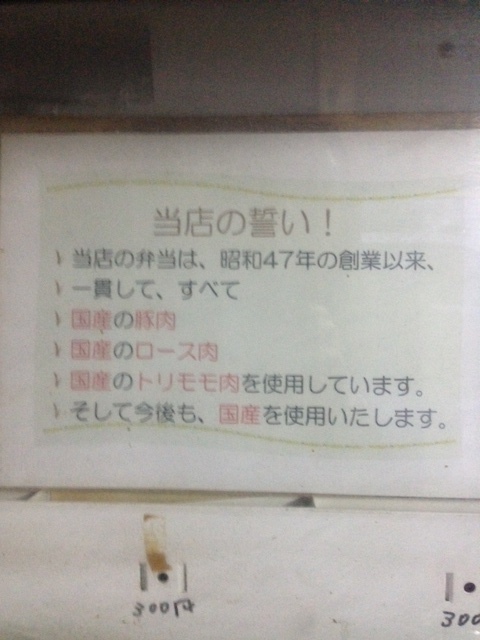 当店の誓い！
当店の弁当は、昭和47年の創業以来、
一貫して、すべて
国産の豚肉
国産のロース肉
国産のトリモモ肉を使用しています。
そして今後も、国産を使用いたします。
300円
300